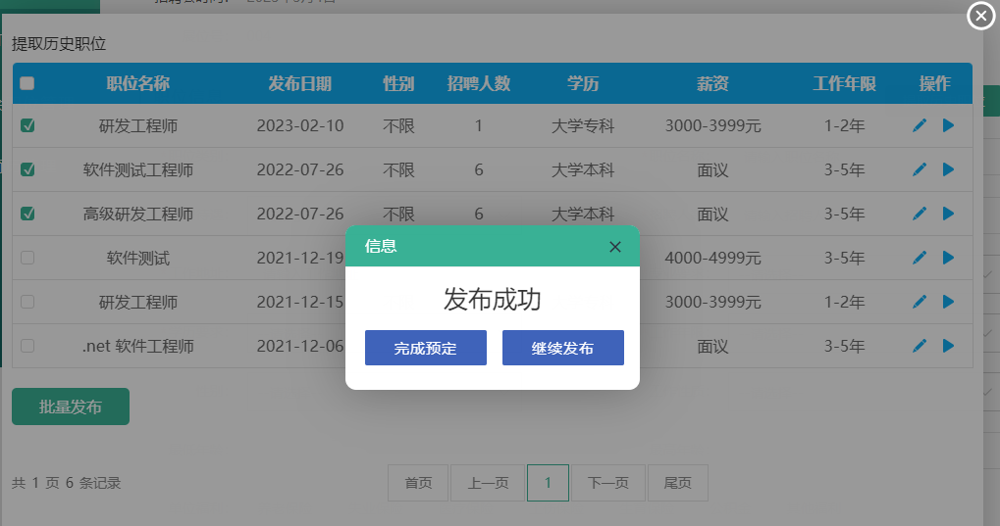 提取历史职位
职位名称 发布日期 性别 招聘人数 学历 薪资 工作年限 操作
研发工程师 2023-02-10 不限 1 大学专科 3000-3999元 1-2年
软件测试工程师 2022-07-26 不限 6 大学本科 面议 3-5年
高级研发工程师 2022-07-26 不限 6 大学本科 面议 3-5年
信息
软件测试 2021-12-19 4000-4999元 3-5年
研发工程师 2021-12-15 3000-3999元 1-2年
发布成功
.net 软件工程师 2021-12-06 面议 3-5年
完成预定 继续发布
批量发布
共 1 页 6 条记录 首页 上一页 1 下一页 尾页